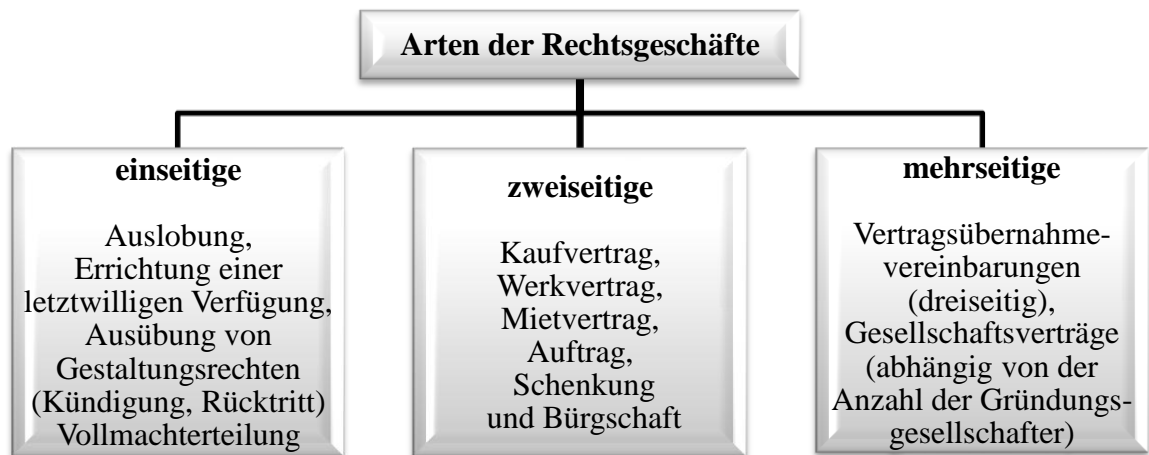 Arten der Rechtsgeschäfte
einseitige
Auslobung,
Errichtung einer
letztwilligen Verfügung,
Ausübung von
Gestaltungsrechten
(Kündigung, Rücktritt)
Vollmachterteilung
zweiseitige
Kaufvertrag,
Werkvertrag,
Mietvertrag,
Auftrag,
Schenkung
und Bürgschaft
mehrseitige
Vertragsübernahme-
vereinbarungen
(dreiseitig),
Gesellschaftsverträge
(abhängig von der
Anzahl der Gründungs-
gesellschafter)